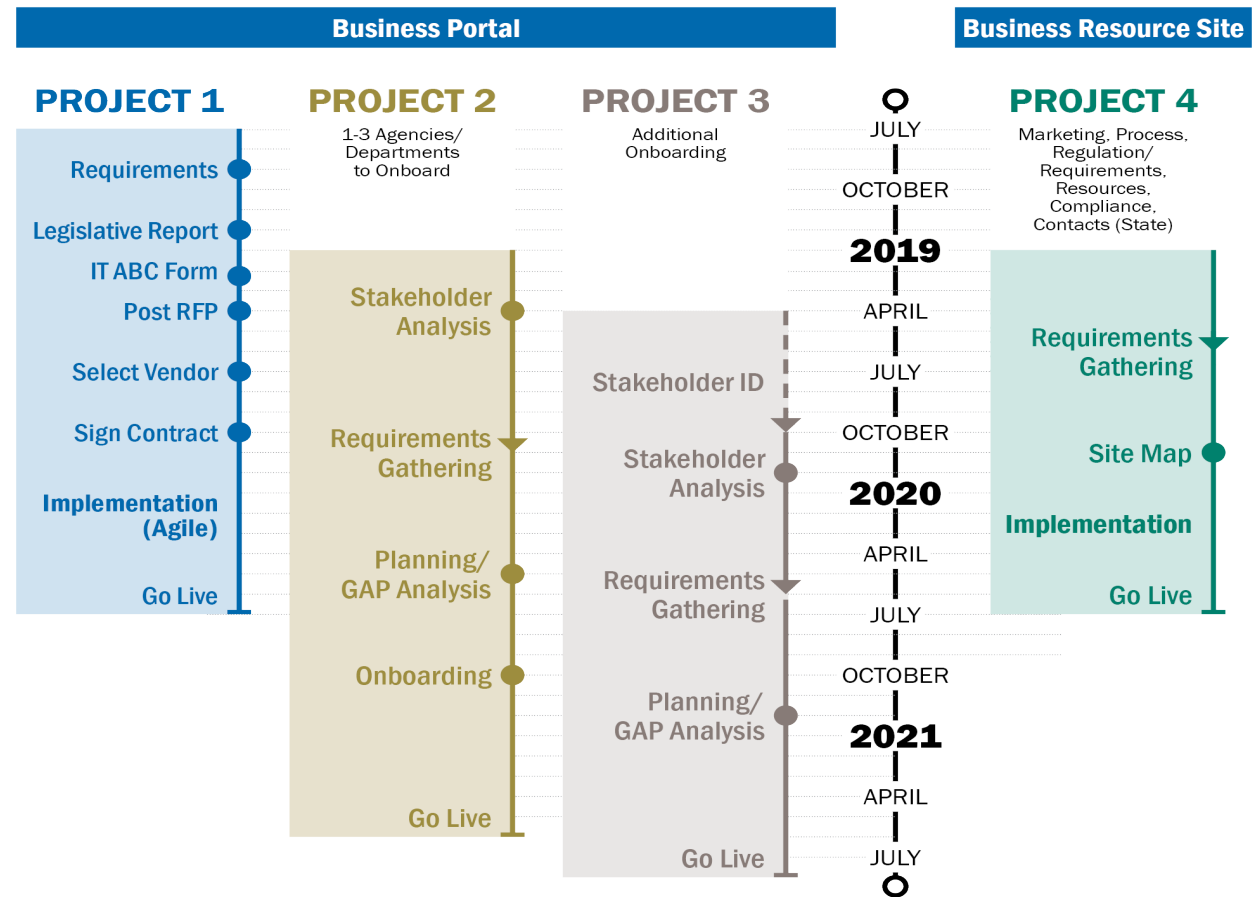 Business Portal
Business Resource Site
PROJECT 1
Requirements
Legislative Report
IT ABC Form
Post RFP
Select Vendor
Sign Contract
Implementation
(Agile)
Go Live
PROJECT 2
1-3 Agencies/
Departments
to Onboard
Stakeholder
Analysis
Requirements
Gathering
Planning/
GAP Analysis
Onboarding
Go Live
PROJECT 3
Additional
Onboarding
Stakeholder ID
Stakeholder
Analysis
Requirements
Gathering
Planning/
GAP Analysis
Go Live
JULY
OCTOBER
2019
APRIL
JULY
OCTOBER
2020
APRIL
JULY
OCTOBER
2021
APRIL
JULY
PROJECT 4
Marketing, Process,
Regulation/
Requirements,
Resources,
Compliance,
Contacts (State)
Requirements
Gathering
Site Map
Implementation
Go Live